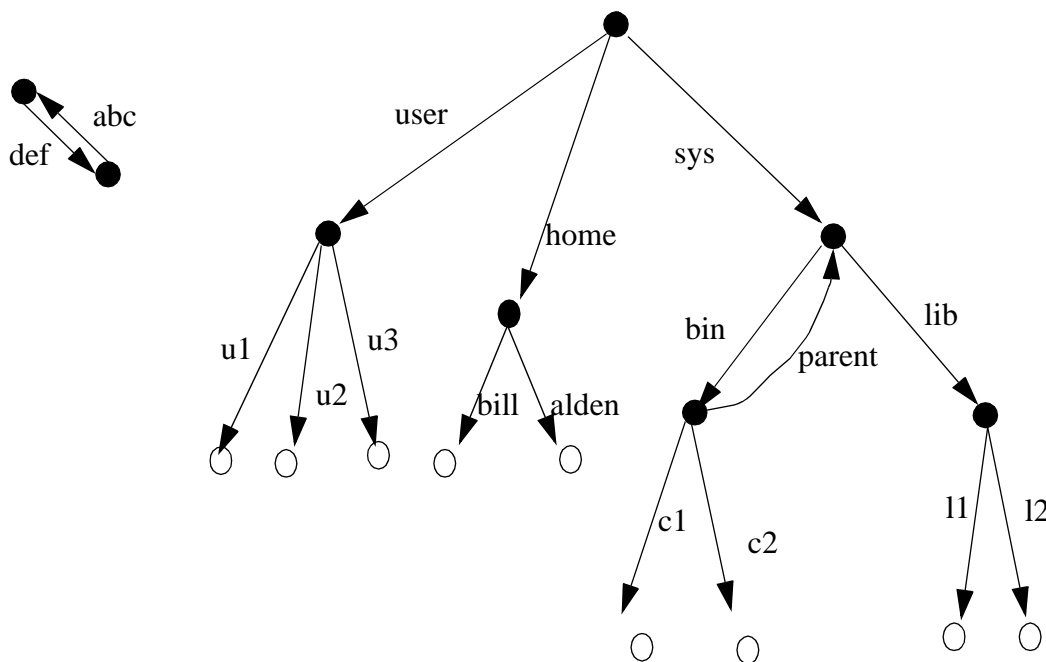 abc
def
user
sys
home
u1
u2
u3
bill
alden
bin
parent
lib
c1
c2
l1
l2